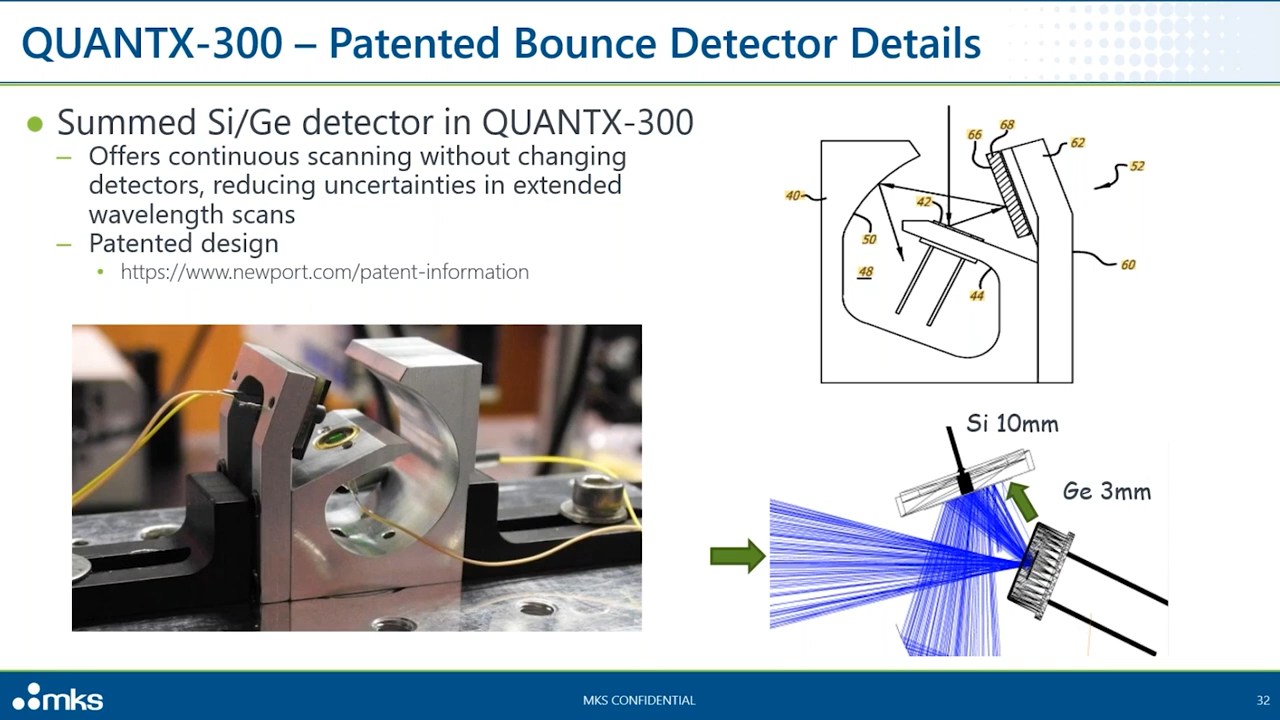 QUANTX-300 – Patented Bounce Detector Details
● Summed Si/Ge detector in QUANTX-300
– Offers continuous scanning without changing
detectors, reducing uncertainties in extended
wavelength scans
– Patented design
• https://www.newport.com/patent-information
66
68
62
52
40
42
50
48
44
60
Si 10mm
Ge 3mm
mks
MKS CONFIDENTIAL
32